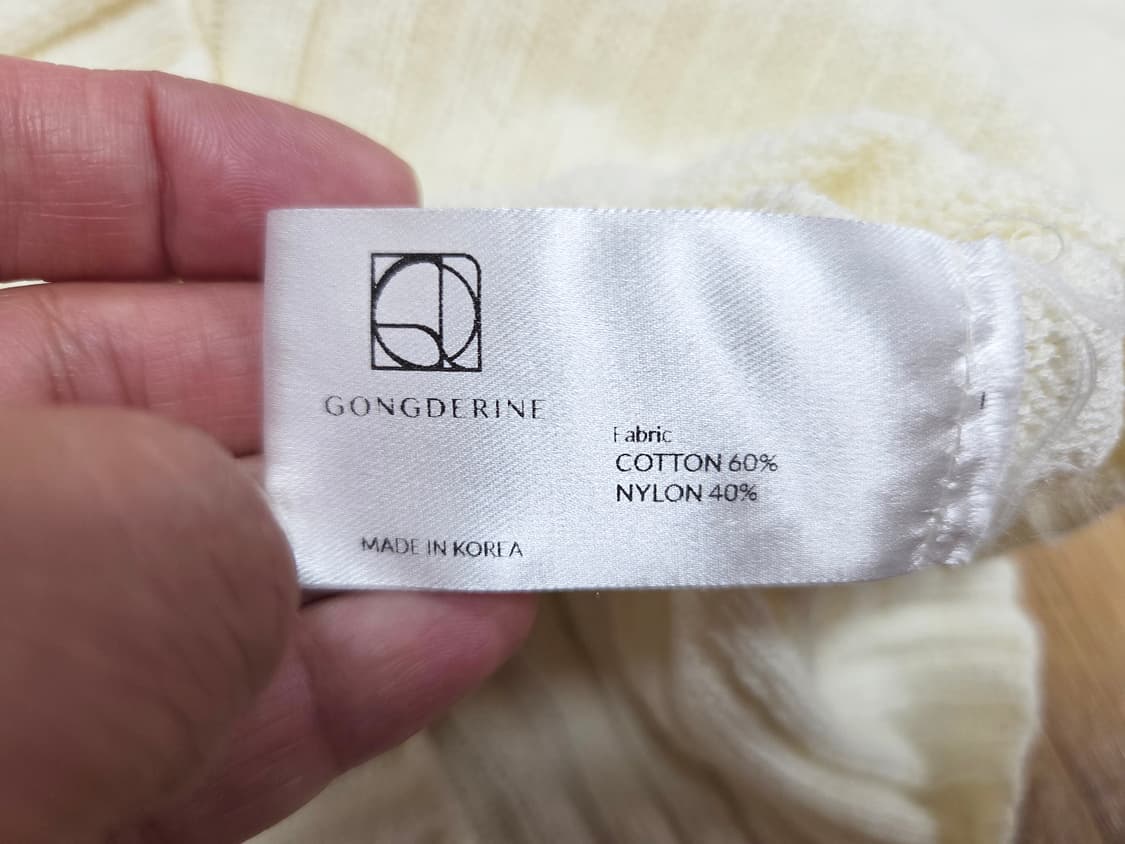 GONGDERINE
Fabric
COTTON 60%
NYLON 40%
MADE IN KOREA